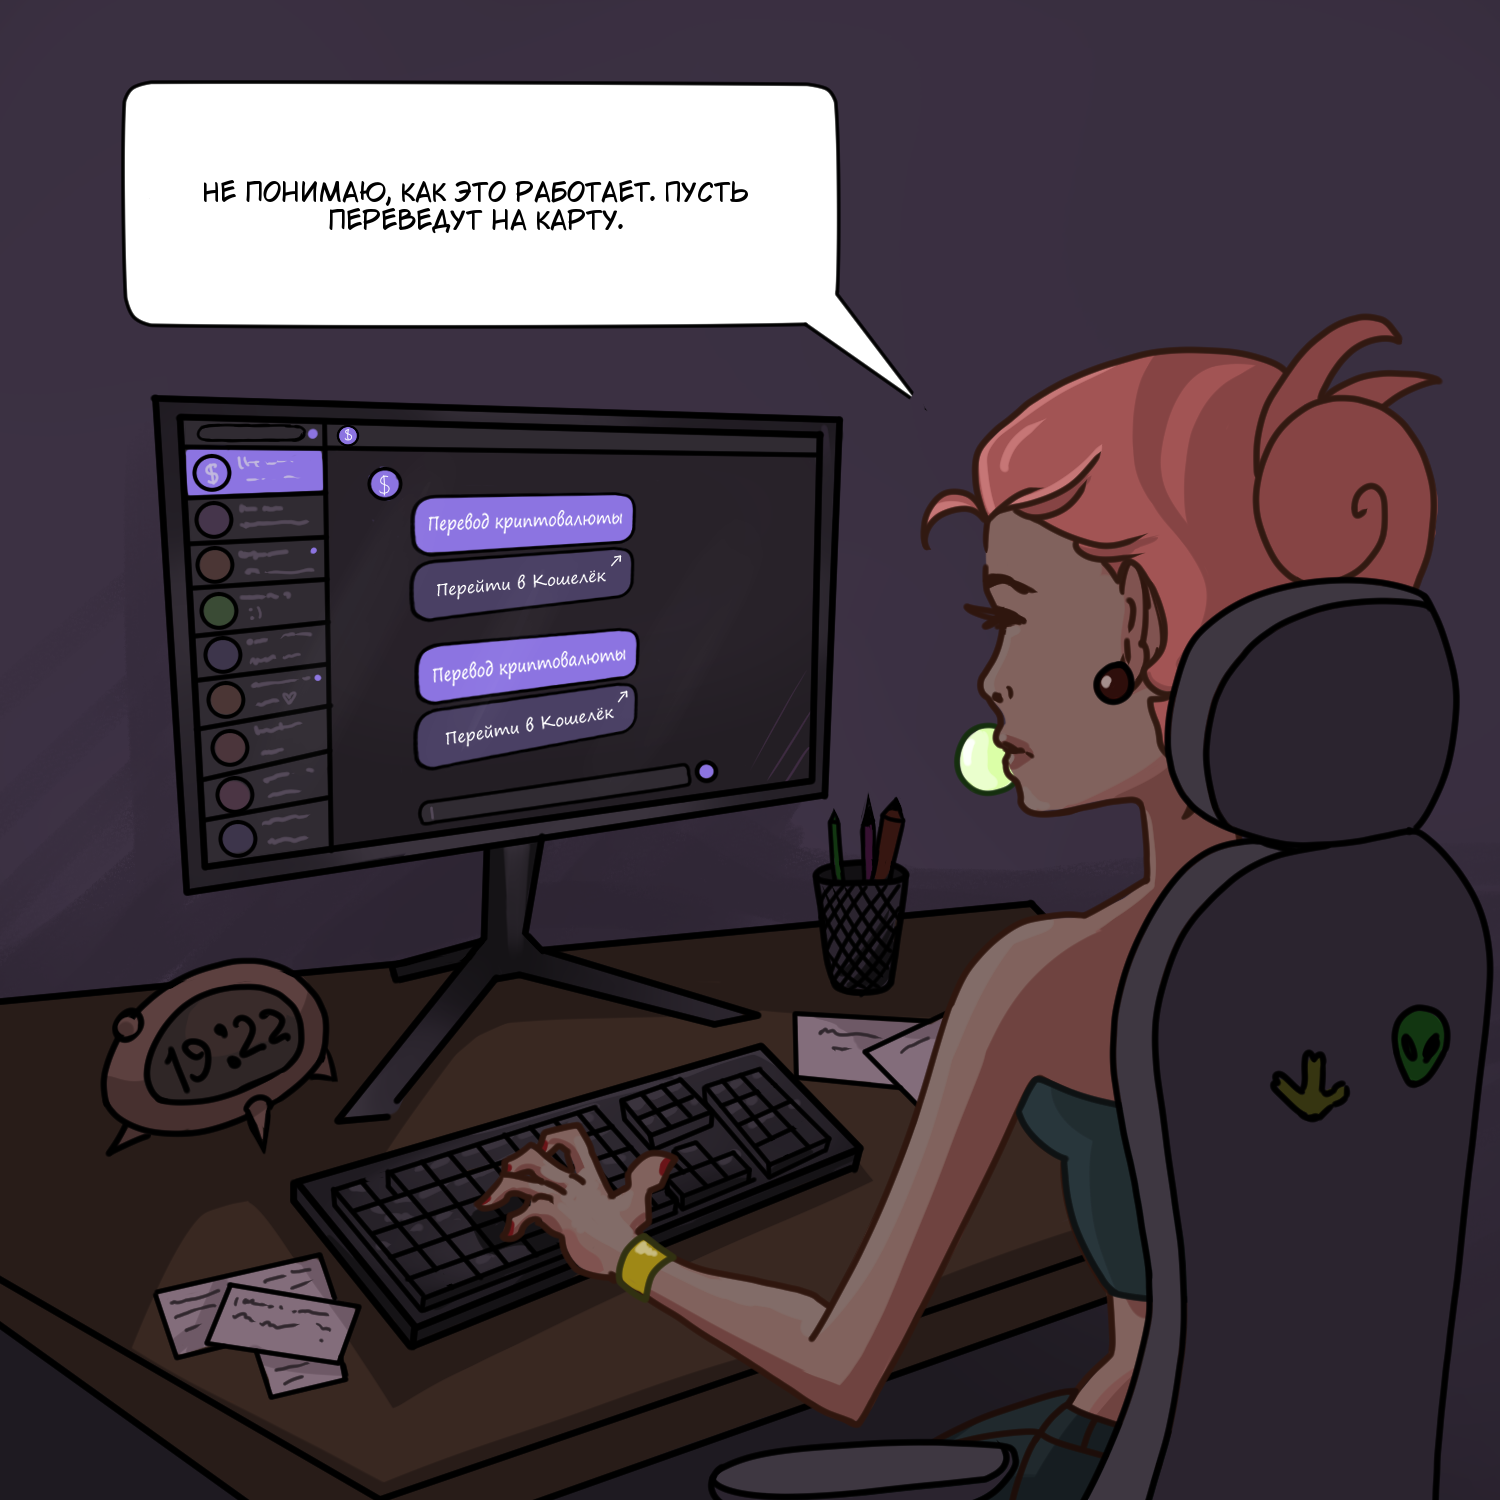 НЕ ПОНИМАЮ, КАК ЭТО РАБОТАЕТ. ПУСТЬ
ПЕРЕВЕДУТ НА КАРТУ.
$
$
:)
$
Перевод криптовалюты
Перейти в Кошелёк
Перевод криптовалюты
Перейти в Кошелёк
19:22